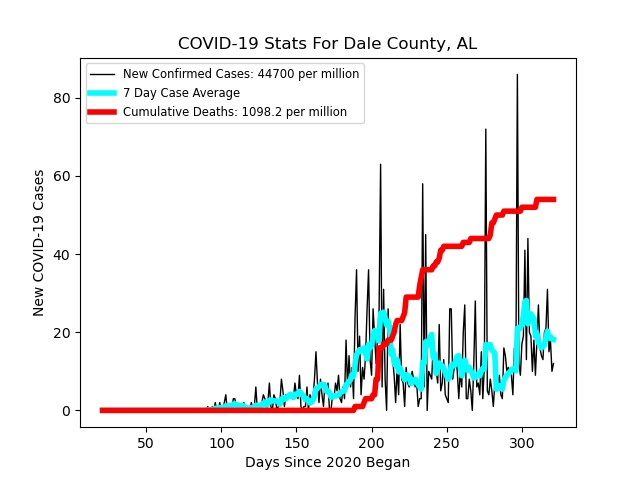 COVID-19 Stats For Dale County, AL
New Confirmed Cases: 44700 per million
7 Day Case Average
Cumulative Deaths: 1098.2 per million
80
60
40
20
0
New COVID-19 Cases
50 100 150 200 250 300
Days Since 2020 Began